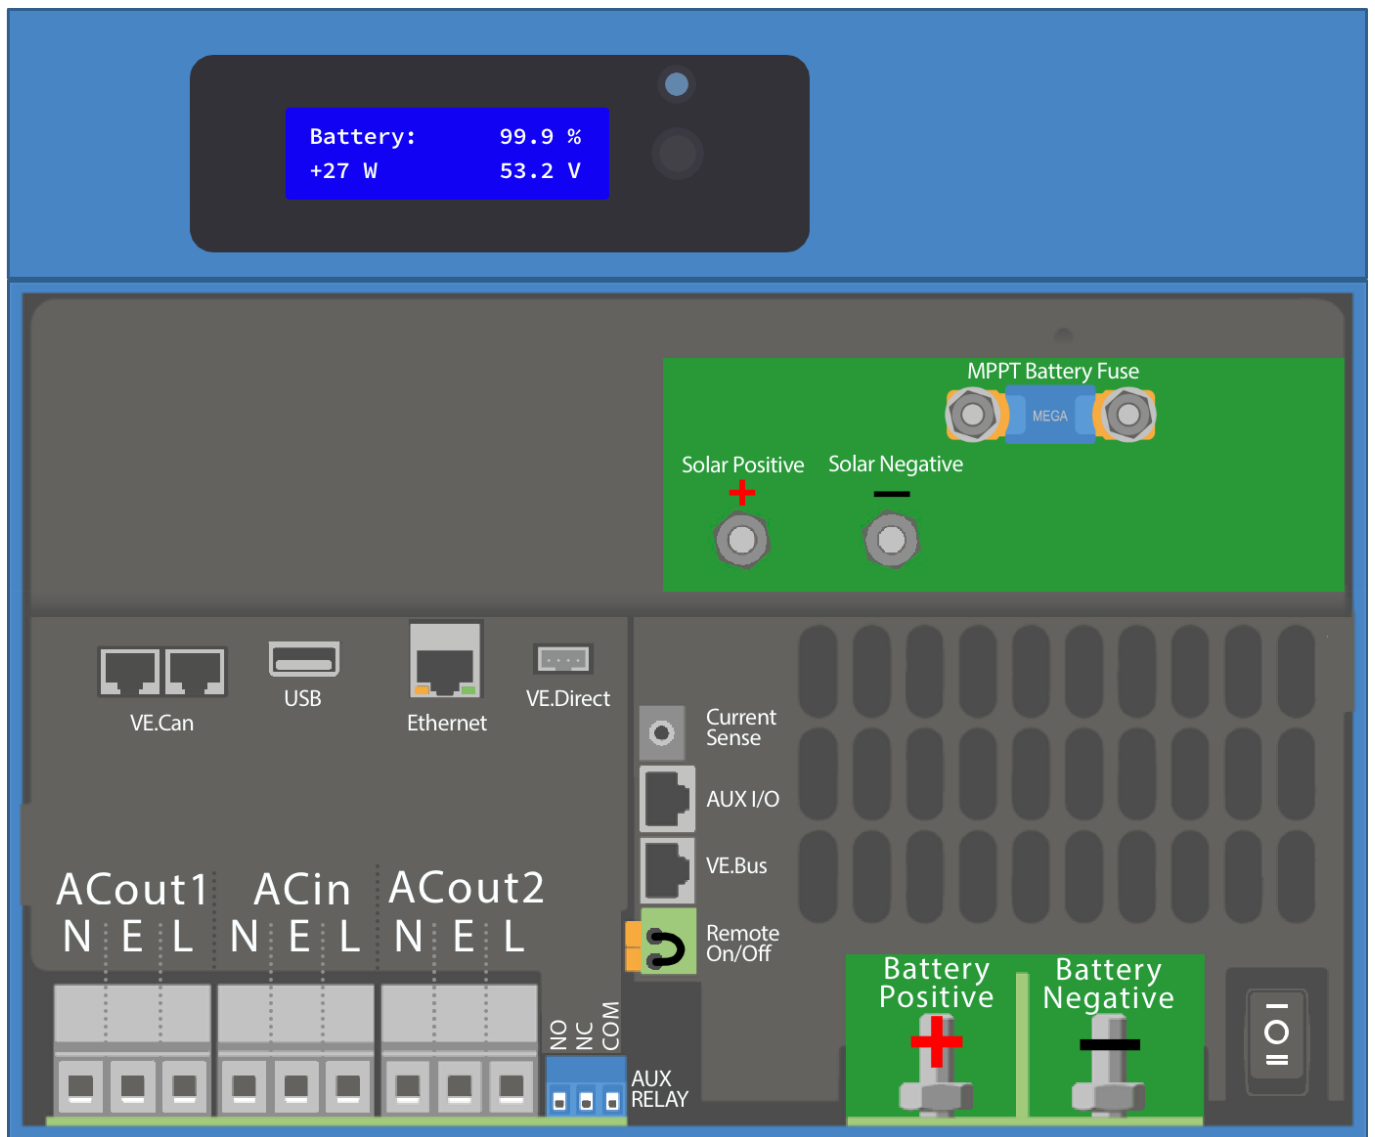 Battery: 99.9 %
+27 W 53.2 V
MPPT Battery Fuse
MEGA
Solar Positive Solar Negative
+ −
VE.Can
USB
Ethernet
VE.Direct
Current
Sense
AUX I/O
VE.Bus
Remote
On/Off
ACout1 ACin ACout2
N E L N E L N E L
NO
NC
COM
AUX
RELAY
Battery
Positive
+
Battery
Negative
−
I
O
II